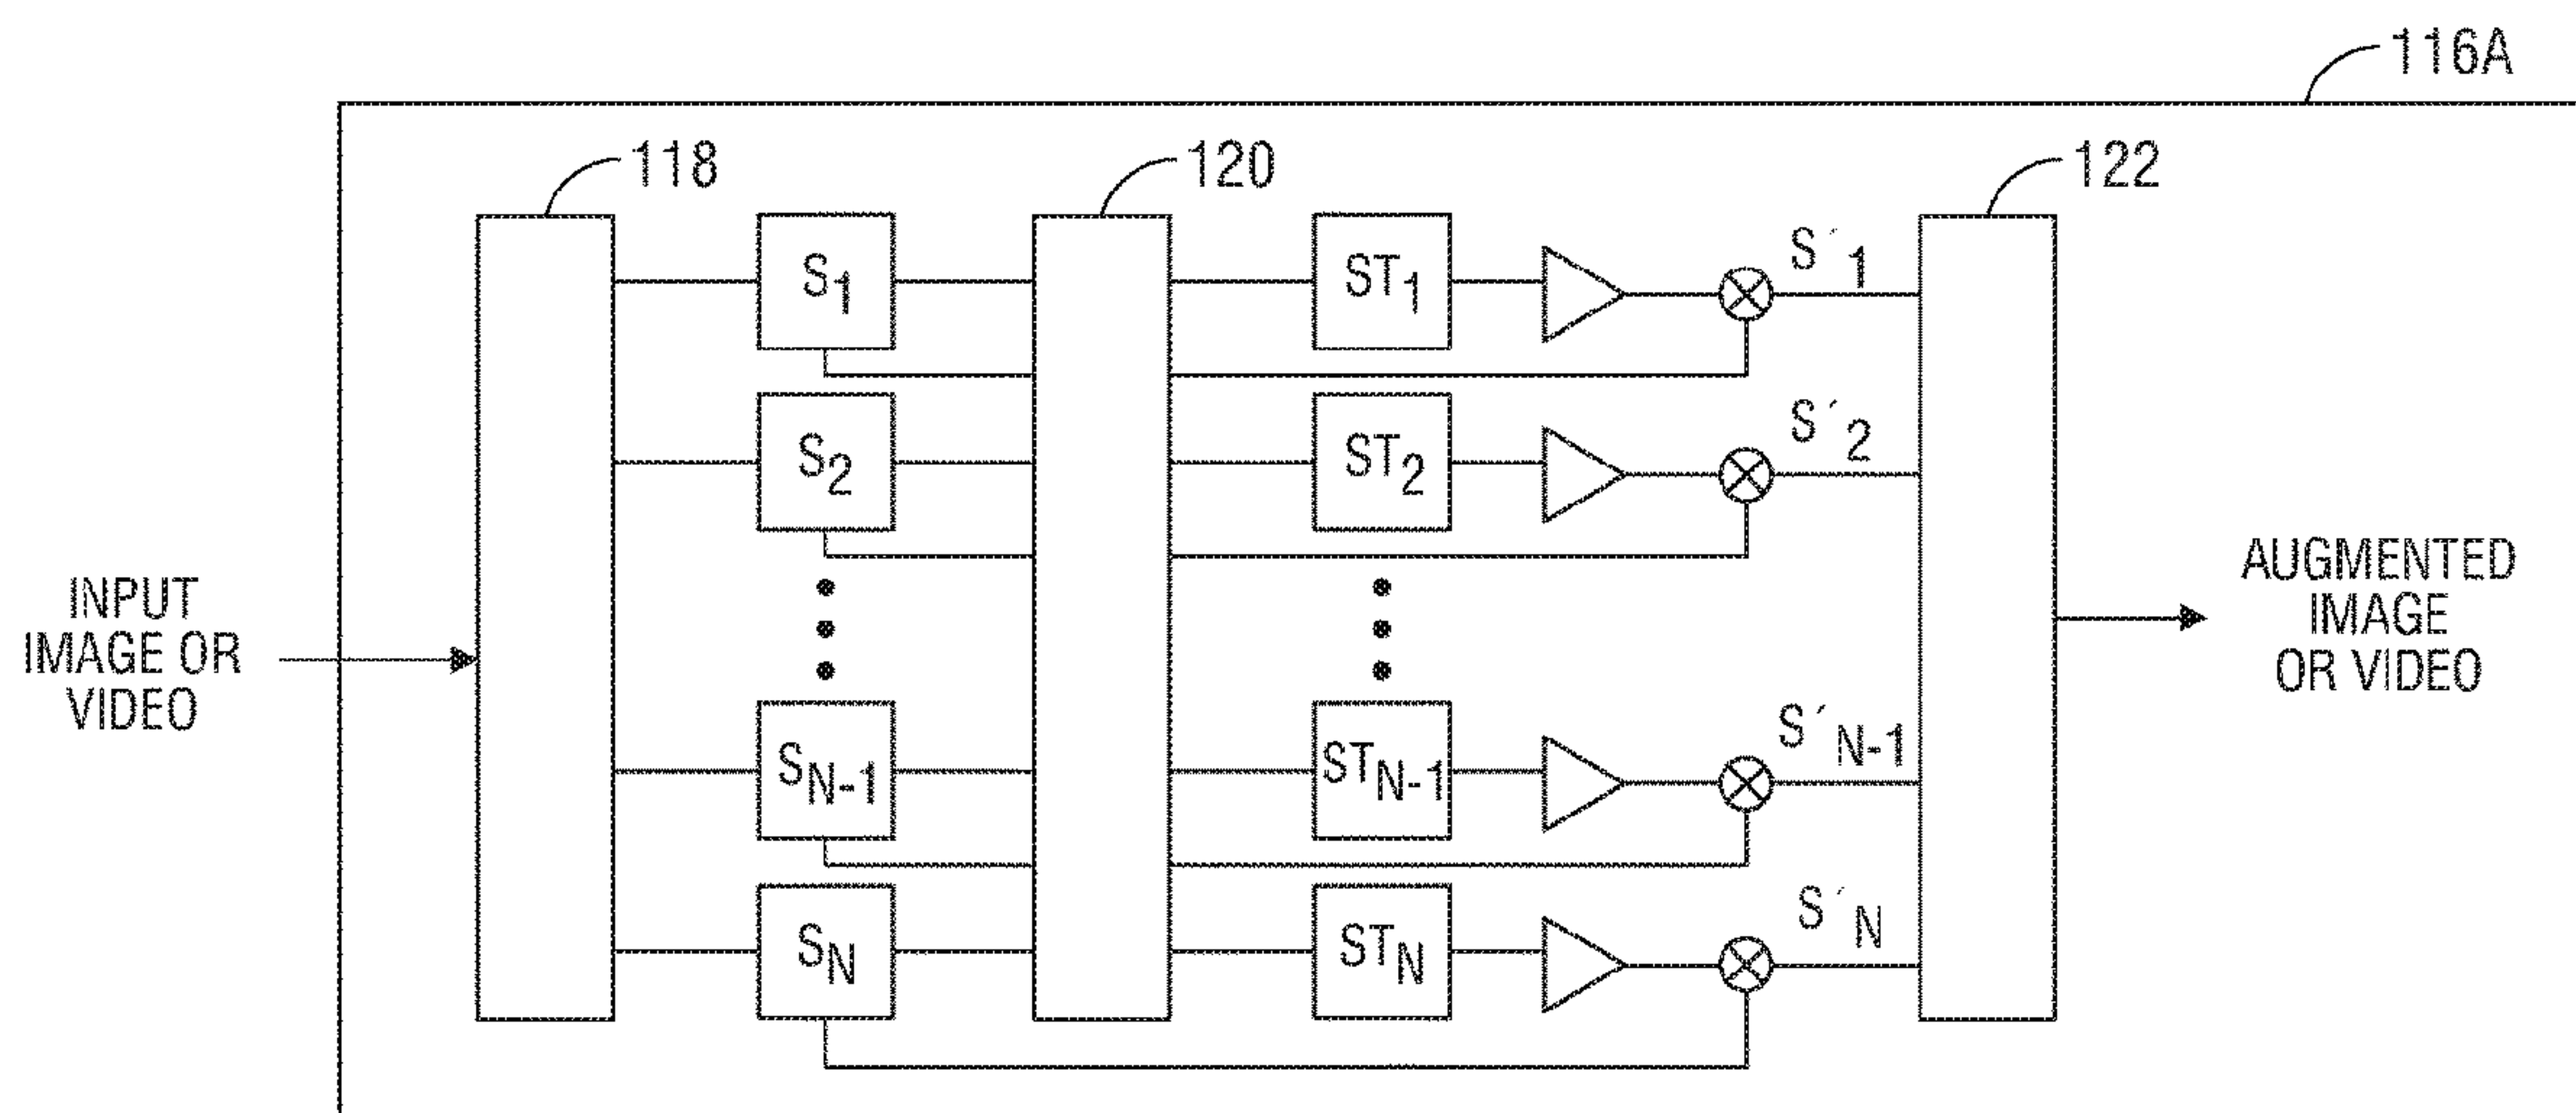 116A
118
120
122
S1
ST1
S´1
S2
ST2
S´2
INPUT
IMAGE OR
VIDEO
AUGMENTED
IMAGE
OR VIDEO
SN-1
STN-1
S´N-1
SN
STN
S´N